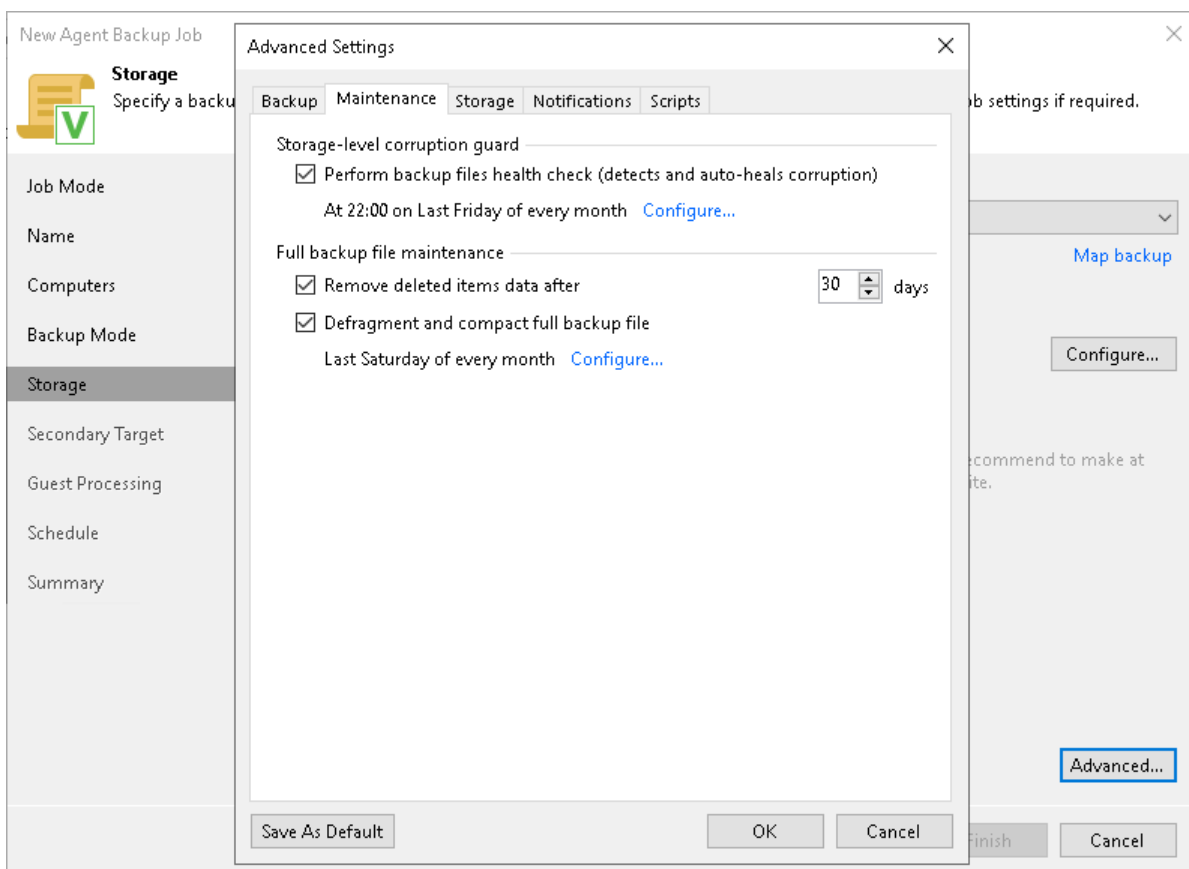 New Agent Backup Job
Storage
Specify a backu
b settings if required.
V
Job Mode
Name
Computers
Backup Mode
Storage
Secondary Target
Guest Processing
Schedule
Summary
Advanced Settings
Backup Maintenance Storage Notifications Scripts
Storage-level corruption guard
Perform backup files health check (detects and auto-heals corruption)
At 22:00 on Last Friday of every month Configure...
Full backup file maintenance
Remove deleted items data after 30 days
Defragment and compact full backup file
Last Saturday of every month Configure...
Save As Default OK Cancel
Map backup
Configure...
ecommend to make at
ite.
Advanced...
Finish Cancel